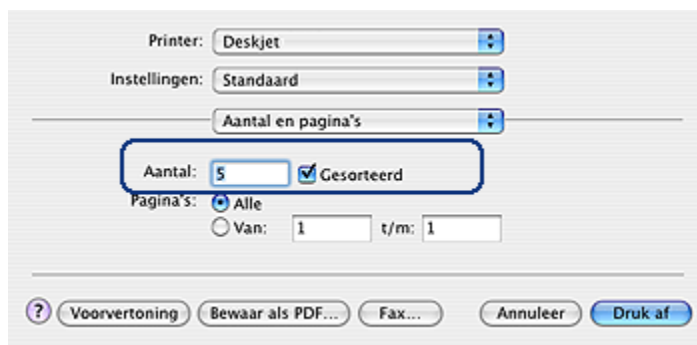 Printer: Deskjet
Instellingen: Standaard
Aantal en pagina's
Aantal: 5 Gesorteerd
Pagina's: Alle
Van: 1 t/m: 1
? Voorvertoning Bewaar als PDF... Fax... Annuleer Druk af